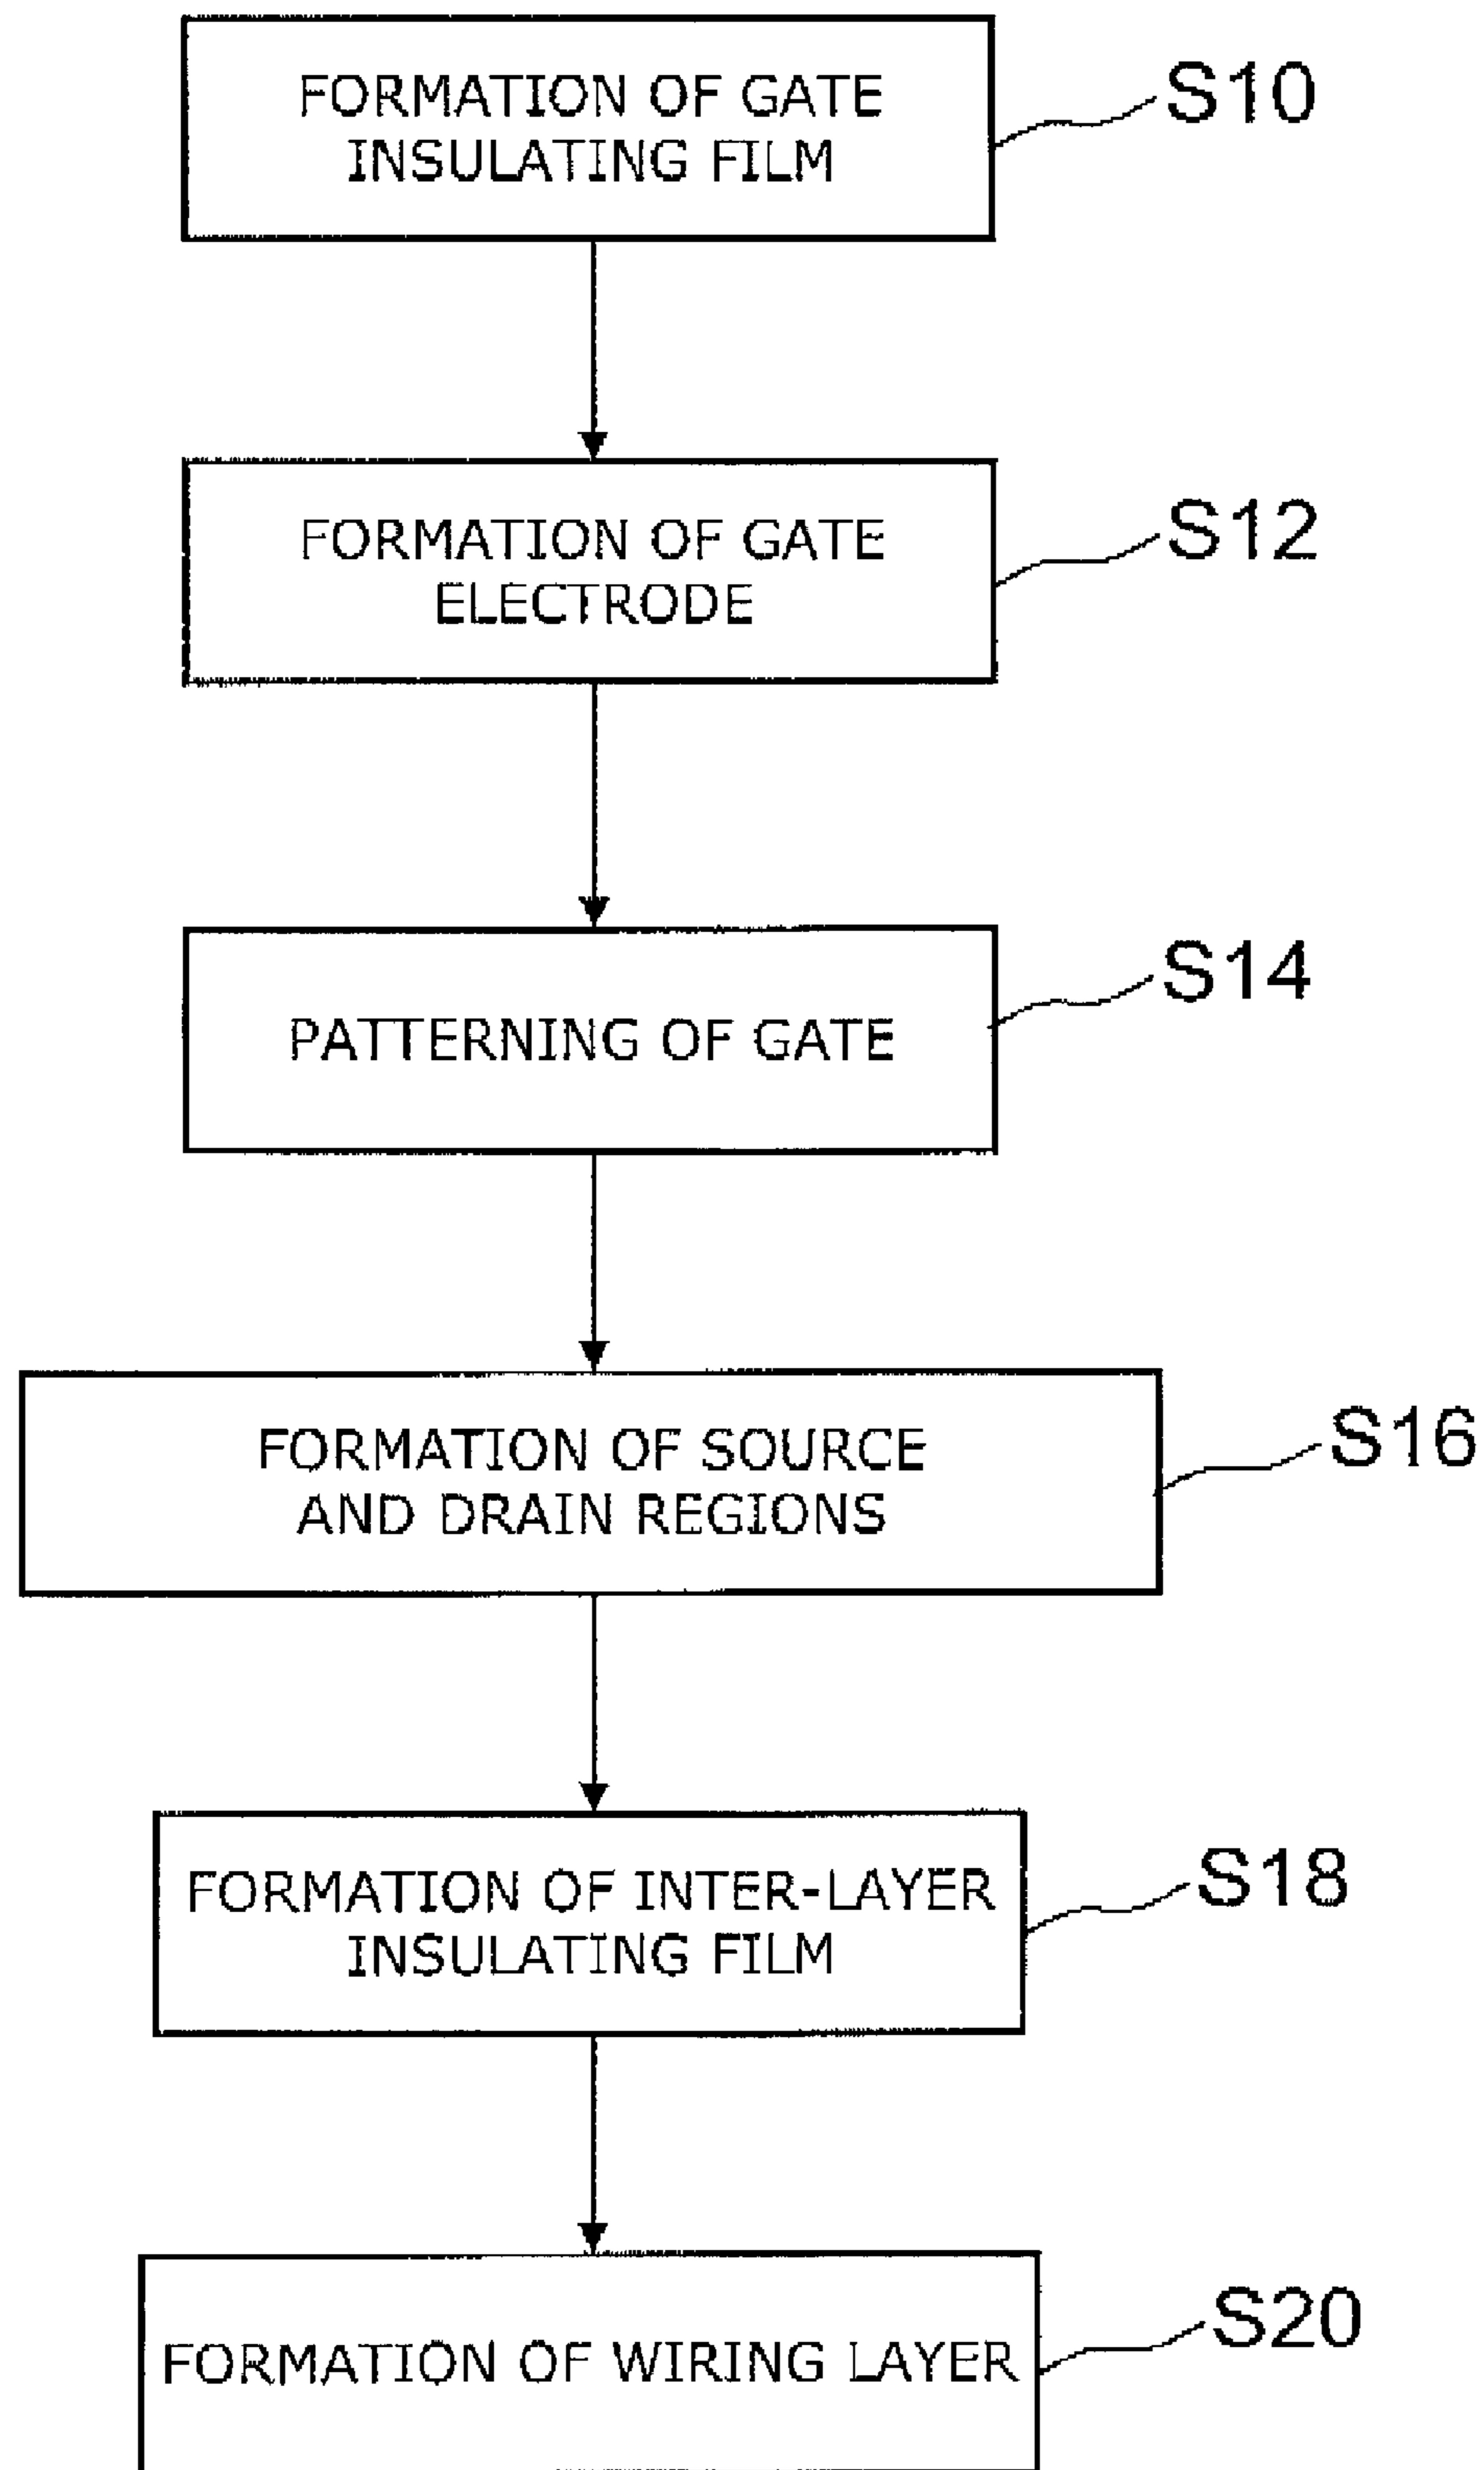 FORMATION OF GATE
INSULATING FILM
S10
FORMATION OF GATE
ELECTRODE
S12
PATTERNING OF GATE
S14
FORMATION OF SOURCE
AND DRAIN REGIONS
S16
FORMATION OF INTER-LAYER
INSULATING FILM
S18
FORMATION OF WIRING LAYER
S20